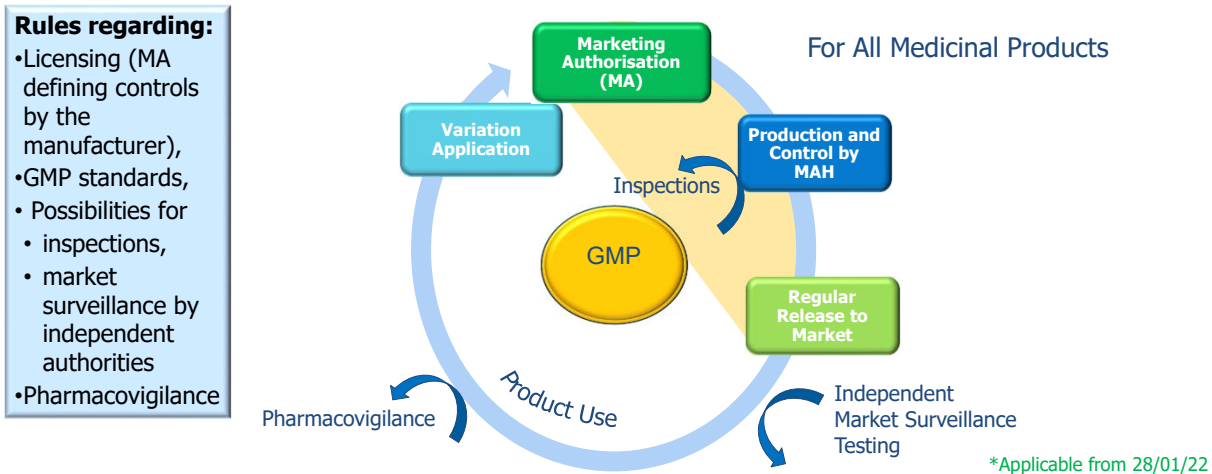 Rules regarding:
•Licensing (MA
defining controls
by the
manufacturer),
•GMP standards,
• Possibilities for
• inspections,
• market
surveillance by
independent
authorities
•Pharmacovigilance
For All Medicinal Products
Marketing
Authorisation
(MA)
Variation
Application
Production and
Control by
MAH
Inspections
GMP
Regular
Release to
Market
Product Use
Pharmacovigilance
Independent
Market Surveillance
Testing
*Applicable from 28/01/22